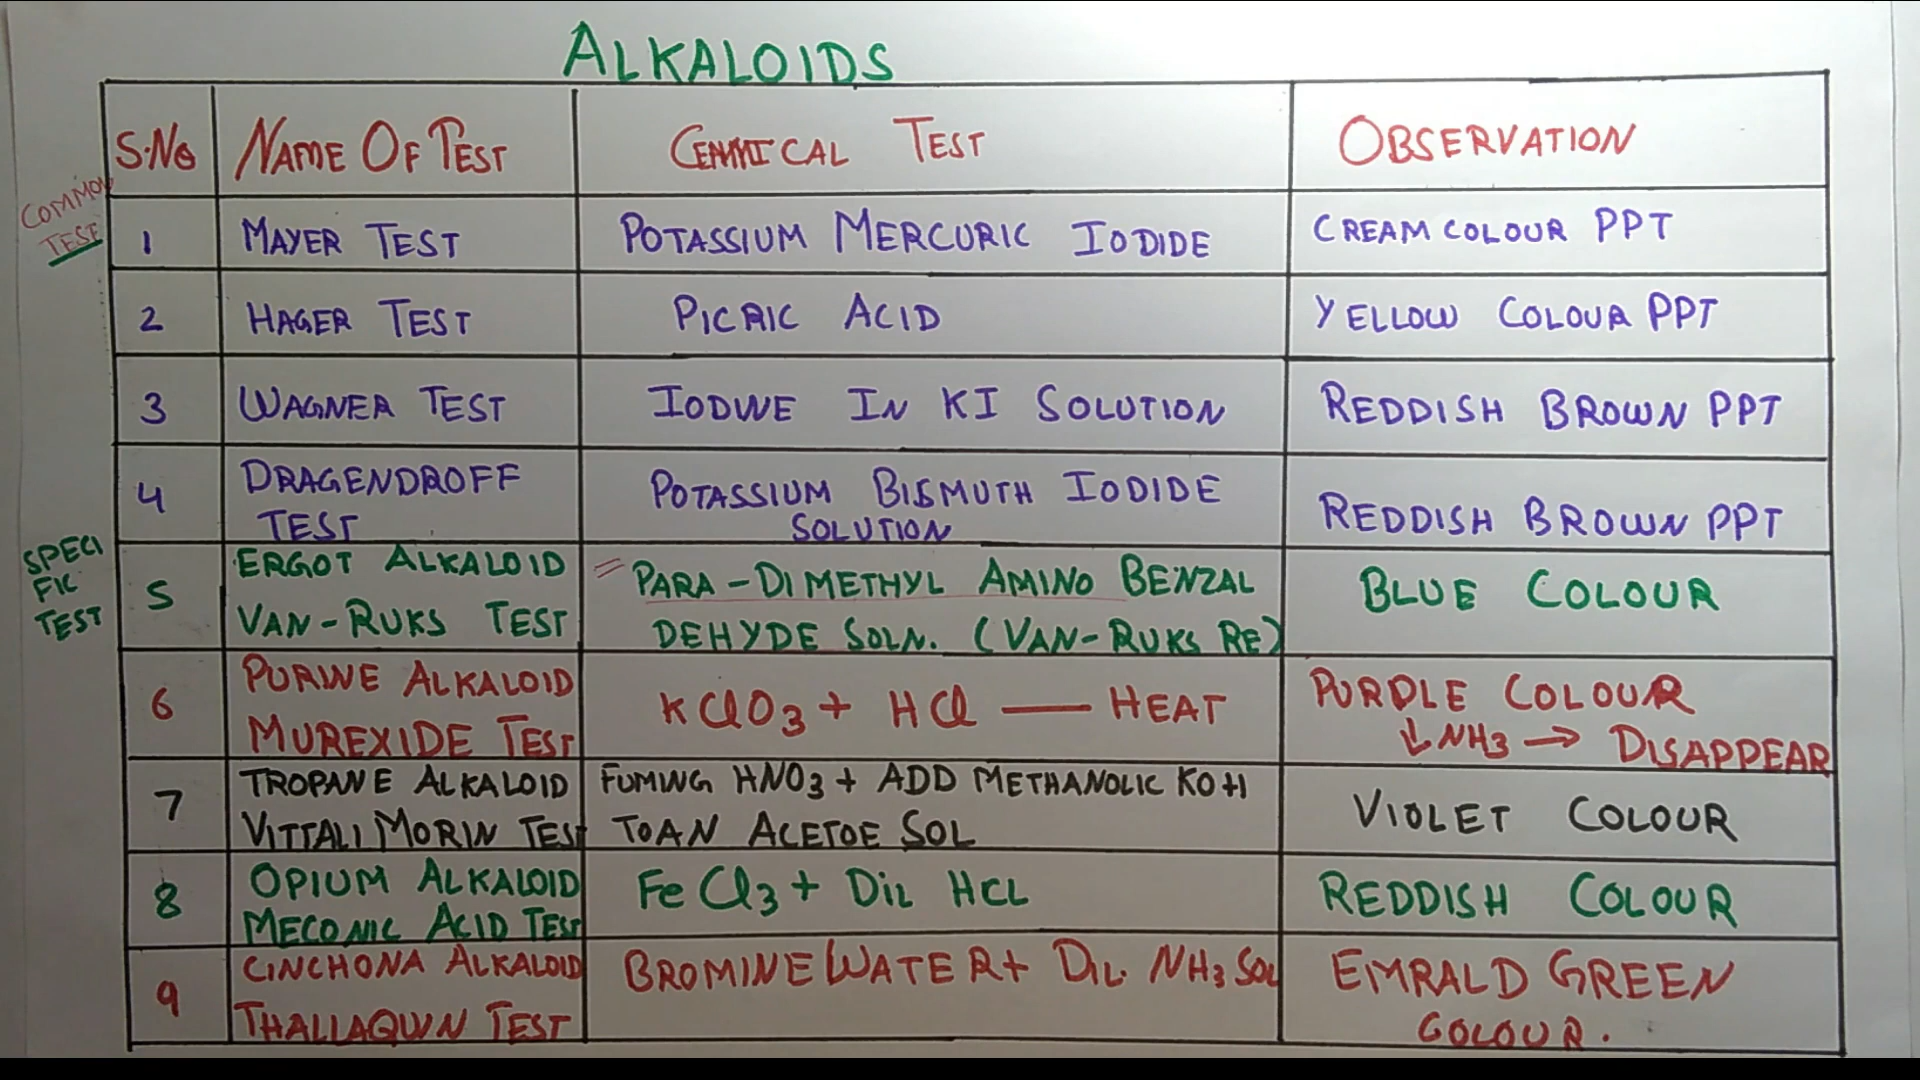 ALKALOIDS
S.No NAME OF TEST CEMMICAL TEST OBSERVATION
COMMON
TEST
1 MAYER TEST POTASSIUM MERCURIC IODIDE CREAM COLOUR PPT
2 HAGER TEST PICRIC ACID YELLOW COLOUR PPT
3 WAGNER TEST IODINE IN KI SOLUTION REDDISH BROWN PPT
4 DRAGENDROFF
TEST
POTASSIUM BISMUTH IODIDE
SOLUTION
REDDISH BROWN PPT
SPECI
FIC
TEST
5 ERGOT ALKALOID
VAN-RUKS TEST
PARA-DIMETHYL AMINO BENZAL
DEHYDE SOLN. (VAN-RUKS RE)
BLUE COLOUR
6 PURINE ALKALOID
MUREXIDE TEST
KClO3 + HCl — HEAT
PURPLE COLOUR
↓ NH3 → DISAPPEAR
7 TROPANE ALKALOID
VITTALI MORIN TEST
FUMING HNO3 + ADD METHANOLIC KOH
TO AN ACETOE SOL
VIOLET COLOUR
8 OPIUM ALKALOID
MECONIC ACID TEST
FeCl3 + DIL HCL
REDDISH COLOUR
9 CINCHONA ALKALOID
THALLAQUIN TEST
BROMINE WATER + DIL. NH3 SOL
EMRALD GREEN
COLOUR.